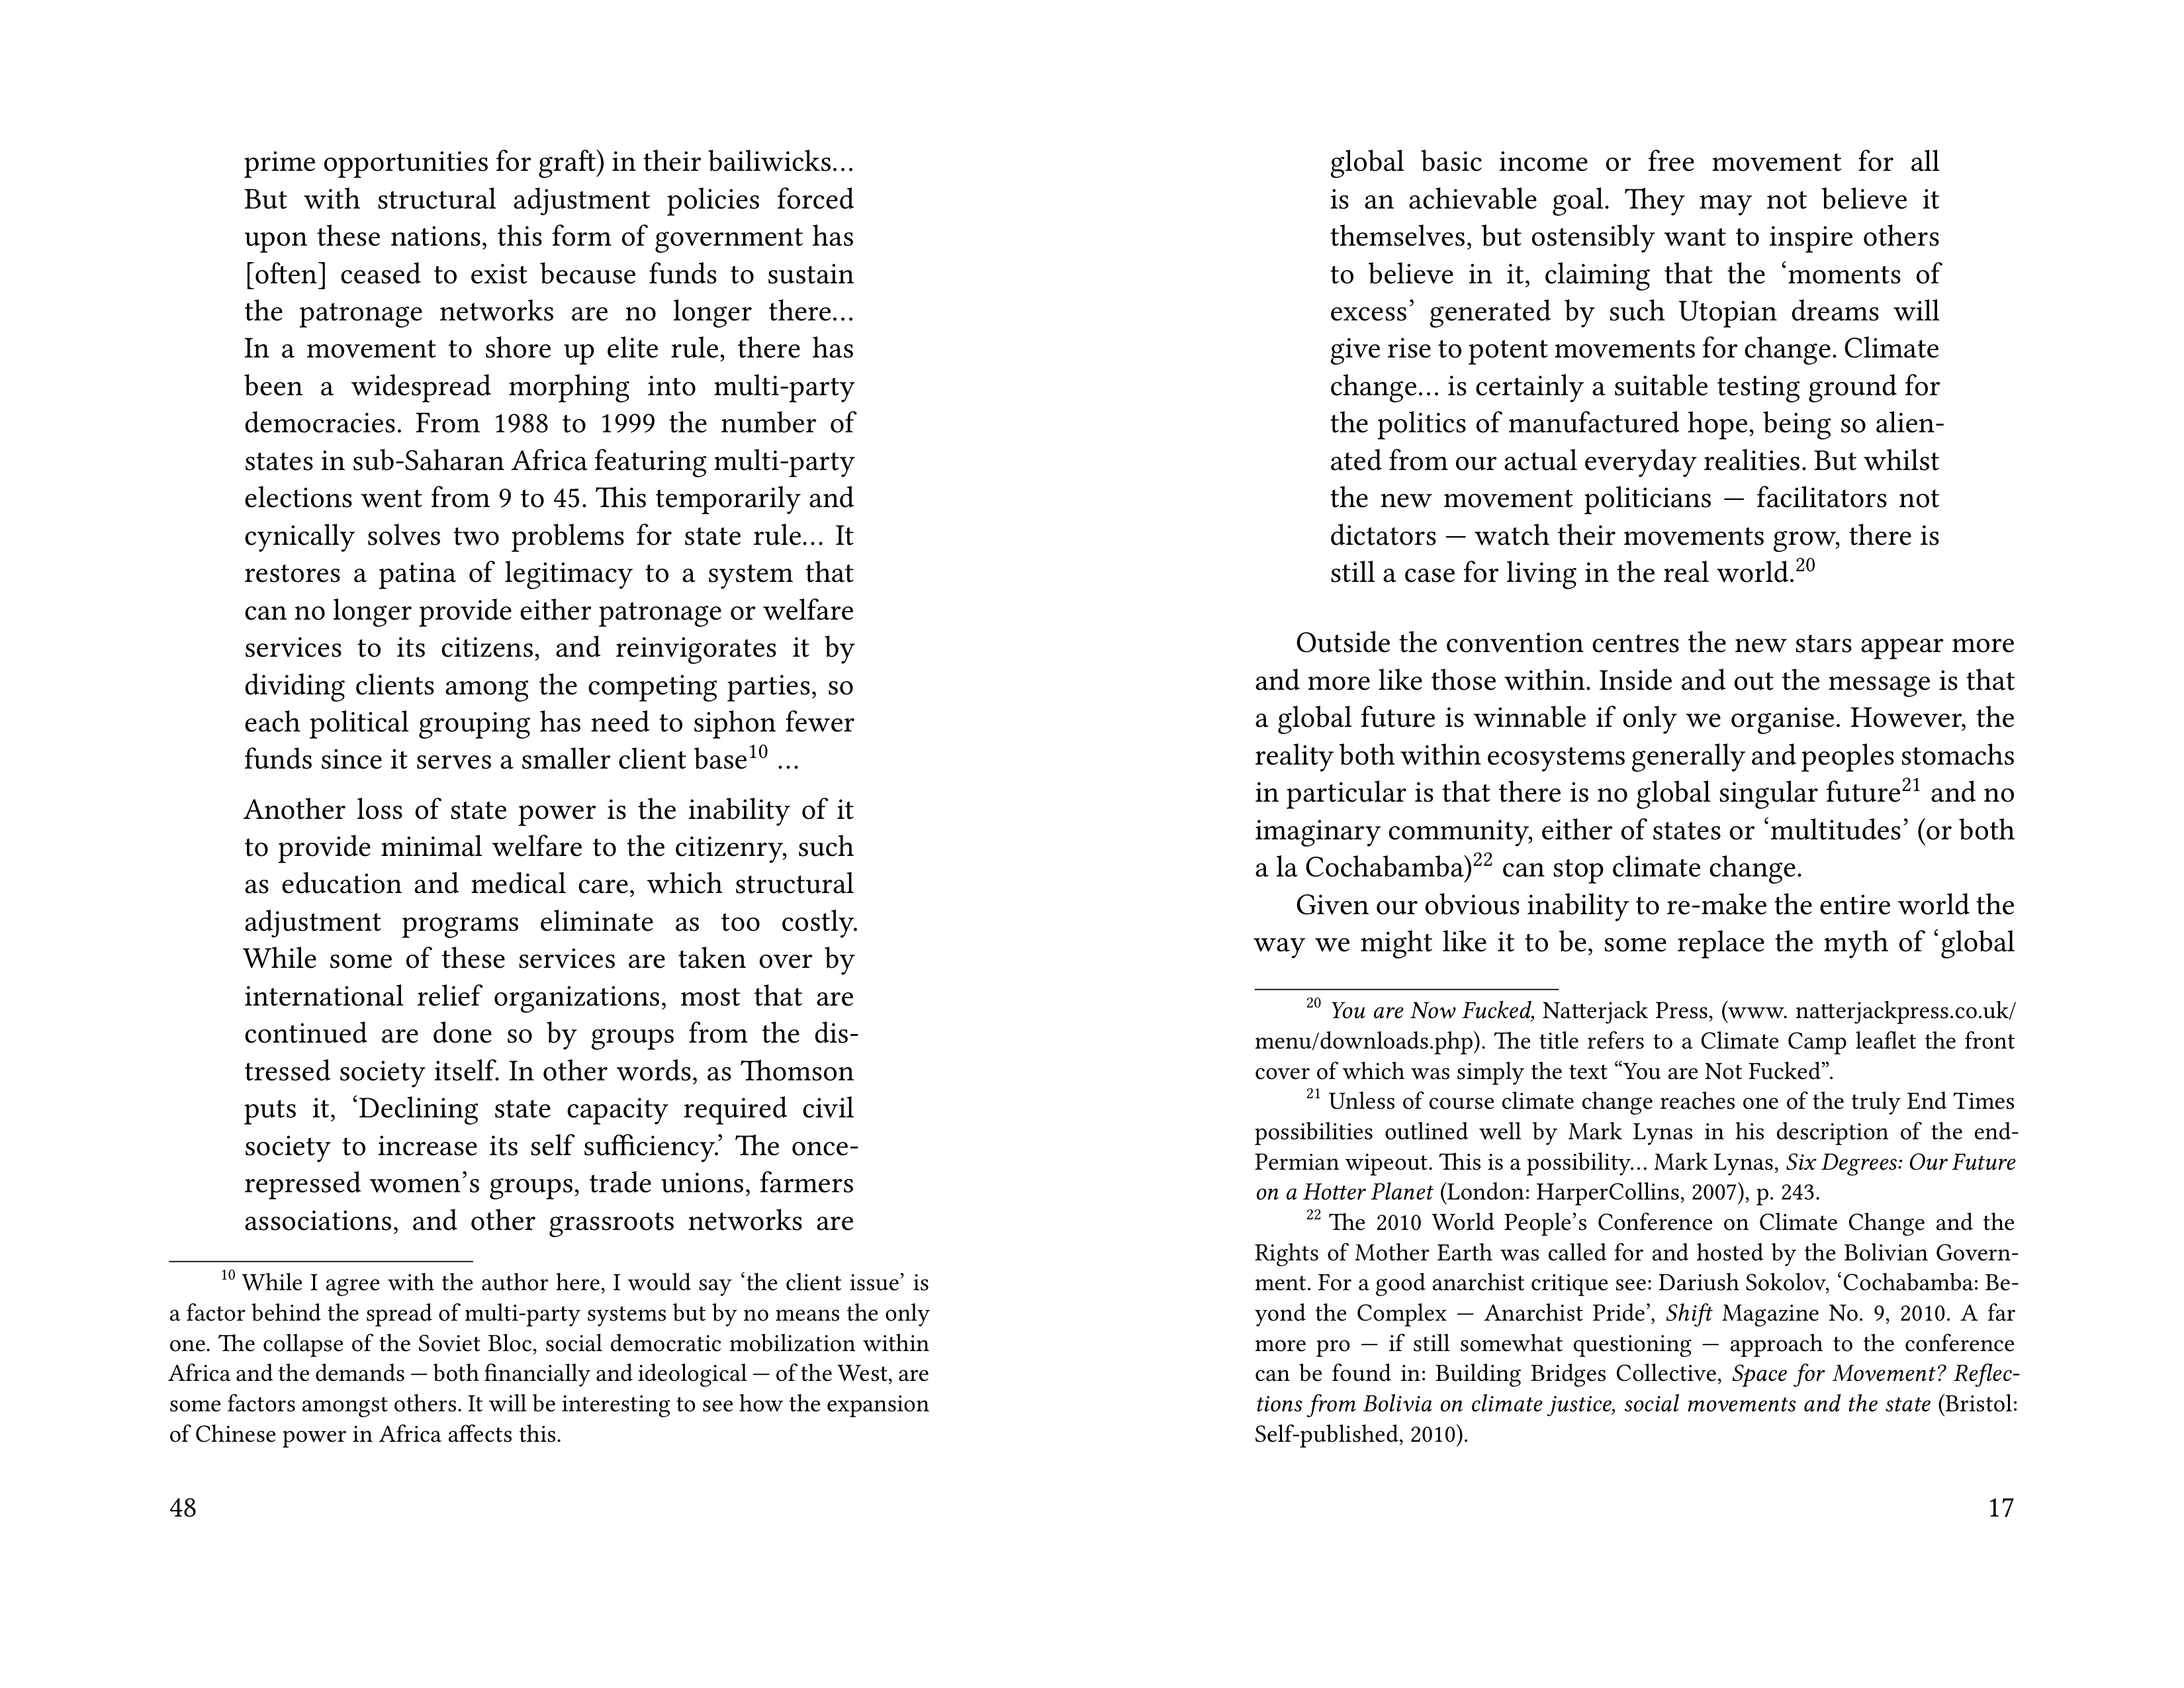 prime opportunities for graft) in their bailiwicks…
But with structural adjustment policies forced
upon these nations, this form of government has
[often] ceased to exist because funds to sustain
the patronage networks are no longer there…
In a movement to shore up elite rule, there has
been a widespread morphing into multi-party
democracies. From 1988 to 1999 the number of
states in sub-Saharan Africa featuring multi-party
elections went from 9 to 45. This temporarily and
cynically solves two problems for state rule… It
restores a patina of legitimacy to a system that
can no longer provide either patronage or welfare
services to its citizens, and reinvigorates it by
dividing clients among the competing parties, so
each political grouping has need to siphon fewer
funds since it serves a smaller client base10 …
Another loss of state power is the inability of it
to provide minimal welfare to the citizenry, such
as education and medical care, which structural
adjustment programs eliminate as too costly.
While some of these services are taken over by
international relief organizations, most that are
continued are done so by groups from the dis-
tressed society itself. In other words, as Thomson
puts it, ‘Declining state capacity required civil
society to increase its self sufficiency.’ The once-
repressed women’s groups, trade unions, farmers
associations, and other grassroots networks are
10 While I agree with the author here, I would say ‘the client issue’ is
a factor behind the spread of multi-party systems but by no means the only
one. The collapse of the Soviet Bloc, social democratic mobilization within
Africa and the demands — both financially and ideological — of the West, are
some factors amongst others. It will be interesting to see how the expansion
of Chinese power in Africa affects this.
48
global basic income or free movement for all
is an achievable goal. They may not believe it
themselves, but ostensibly want to inspire others
to believe in it, claiming that the ‘moments of
excess’ generated by such Utopian dreams will
give rise to potent movements for change. Climate
change… is certainly a suitable testing ground for
the politics of manufactured hope, being so alien-
ated from our actual everyday realities. But whilst
the new movement politicians — facilitators not
dictators — watch their movements grow, there is
still a case for living in the real world.20
Outside the convention centres the new stars appear more
and more like those within. Inside and out the message is that
a global future is winnable if only we organise. However, the
reality both within ecosystems generally and peoples stomachs
in particular is that there is no global singular future21 and no
imaginary community, either of states or ‘multitudes’ (or both
a la Cochabamba)22 can stop climate change.
Given our obvious inability to re-make the entire world the
way we might like it to be, some replace the myth of ‘global
20 You are Now Fucked, Natterjack Press, (www. natterjackpress.co.uk/
menu/downloads.php). The title refers to a Climate Camp leaflet the front
cover of which was simply the text “You are Not Fucked”.
21 Unless of course climate change reaches one of the truly End Times
possibilities outlined well by Mark Lynas in his description of the end-
Permian wipeout. This is a possibility… Mark Lynas, Six Degrees: Our Future
on a Hotter Planet (London: HarperCollins, 2007), p. 243.
22 The 2010 World People’s Conference on Climate Change and the
Rights of Mother Earth was called for and hosted by the Bolivian Govern-
ment. For a good anarchist critique see: Dariush Sokolov, ‘Cochabamba: Be-
yond the Complex — Anarchist Pride’, Shift Magazine No. 9, 2010. A far
more pro — if still somewhat questioning — approach to the conference
can be found in: Building Bridges Collective, Space for Movement? Reflec-
tions from Bolivia on climate justice, social movements and the state (Bristol:
Self-published, 2010).
17